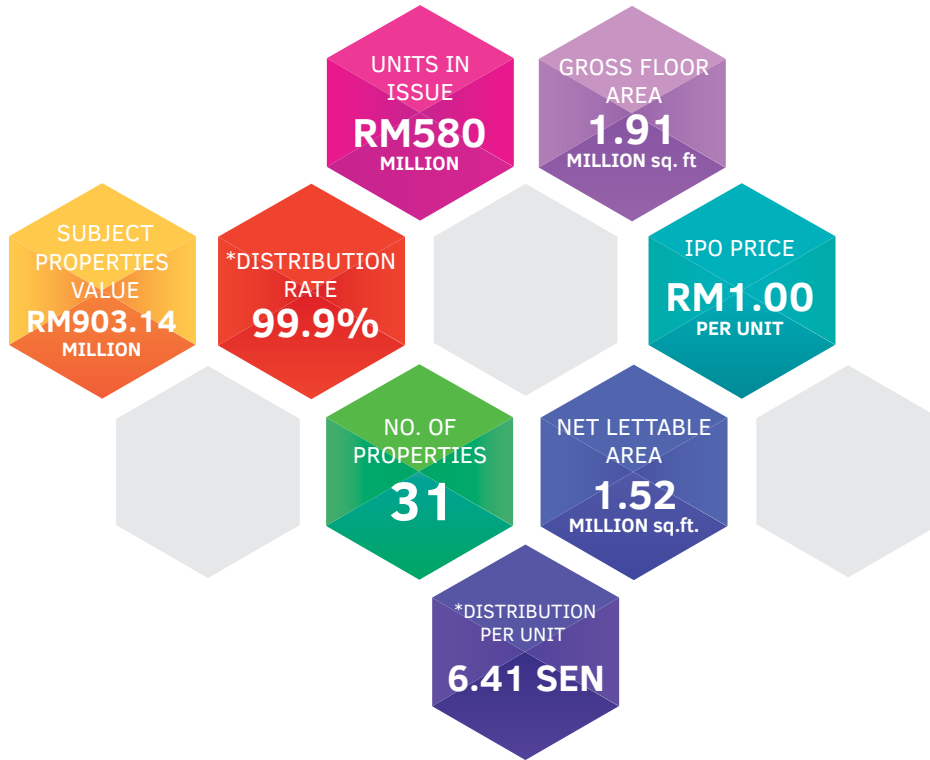 UNITS IN
ISSUE
RM580
MILLION
GROSS FLOOR
AREA
1.91
MILLION sq. ft
SUBJECT
PROPERTIES
VALUE
RM903.14
MILLION
*DISTRIBUTION
RATE
99.9%
IPO PRICE
RM1.00
PER UNIT
NO. OF
PROPERTIES
31
NET LETTABLE
AREA
1.52
MILLION sq.ft.
*DISTRIBUTION
PER UNIT
6.41 SEN